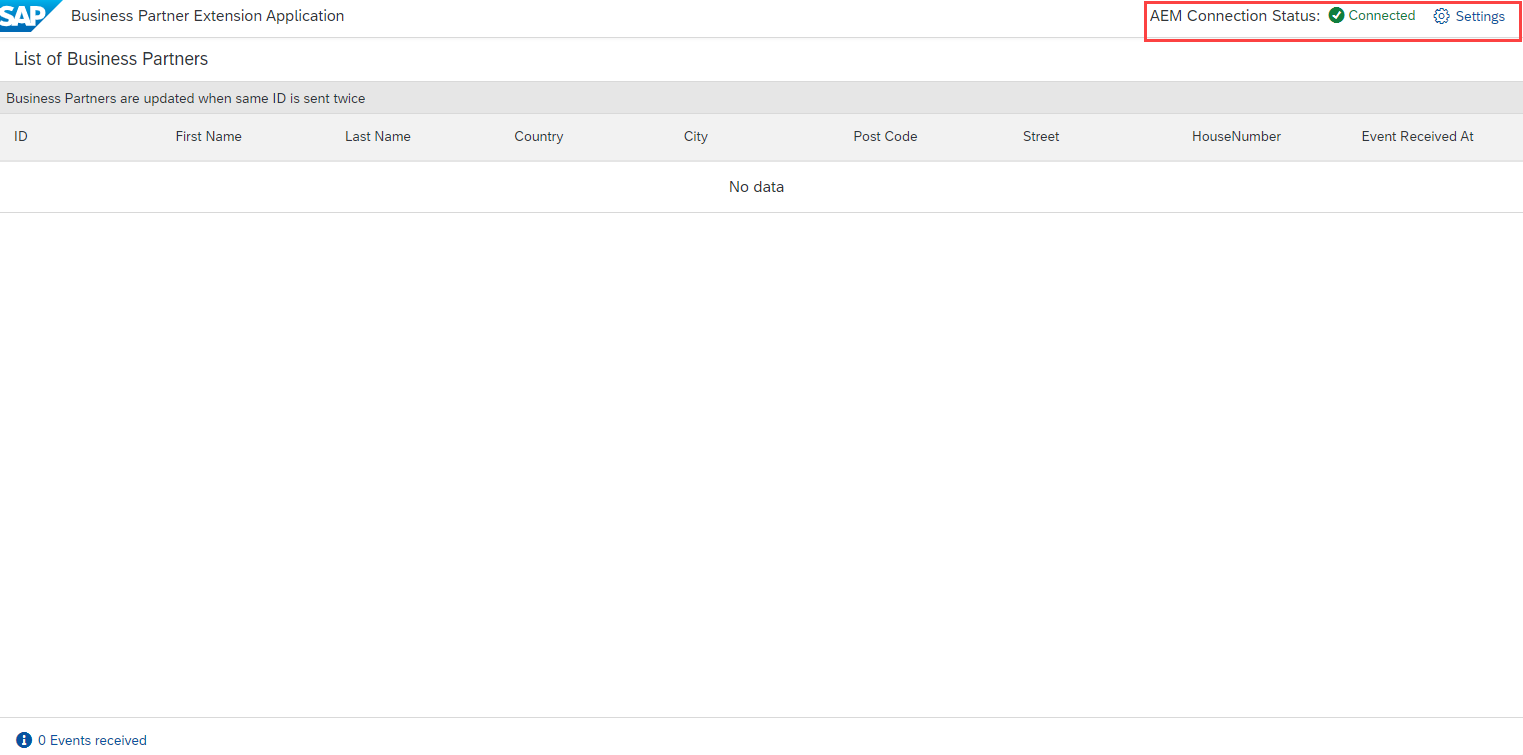 SAP Business Partner Extension Application AEM Connection Status: Connected Settings
List of Business Partners
Business Partners are updated when same ID is sent twice
ID First Name Last Name Country City Post Code Street HouseNumber Event Received At
No data
0 Events received